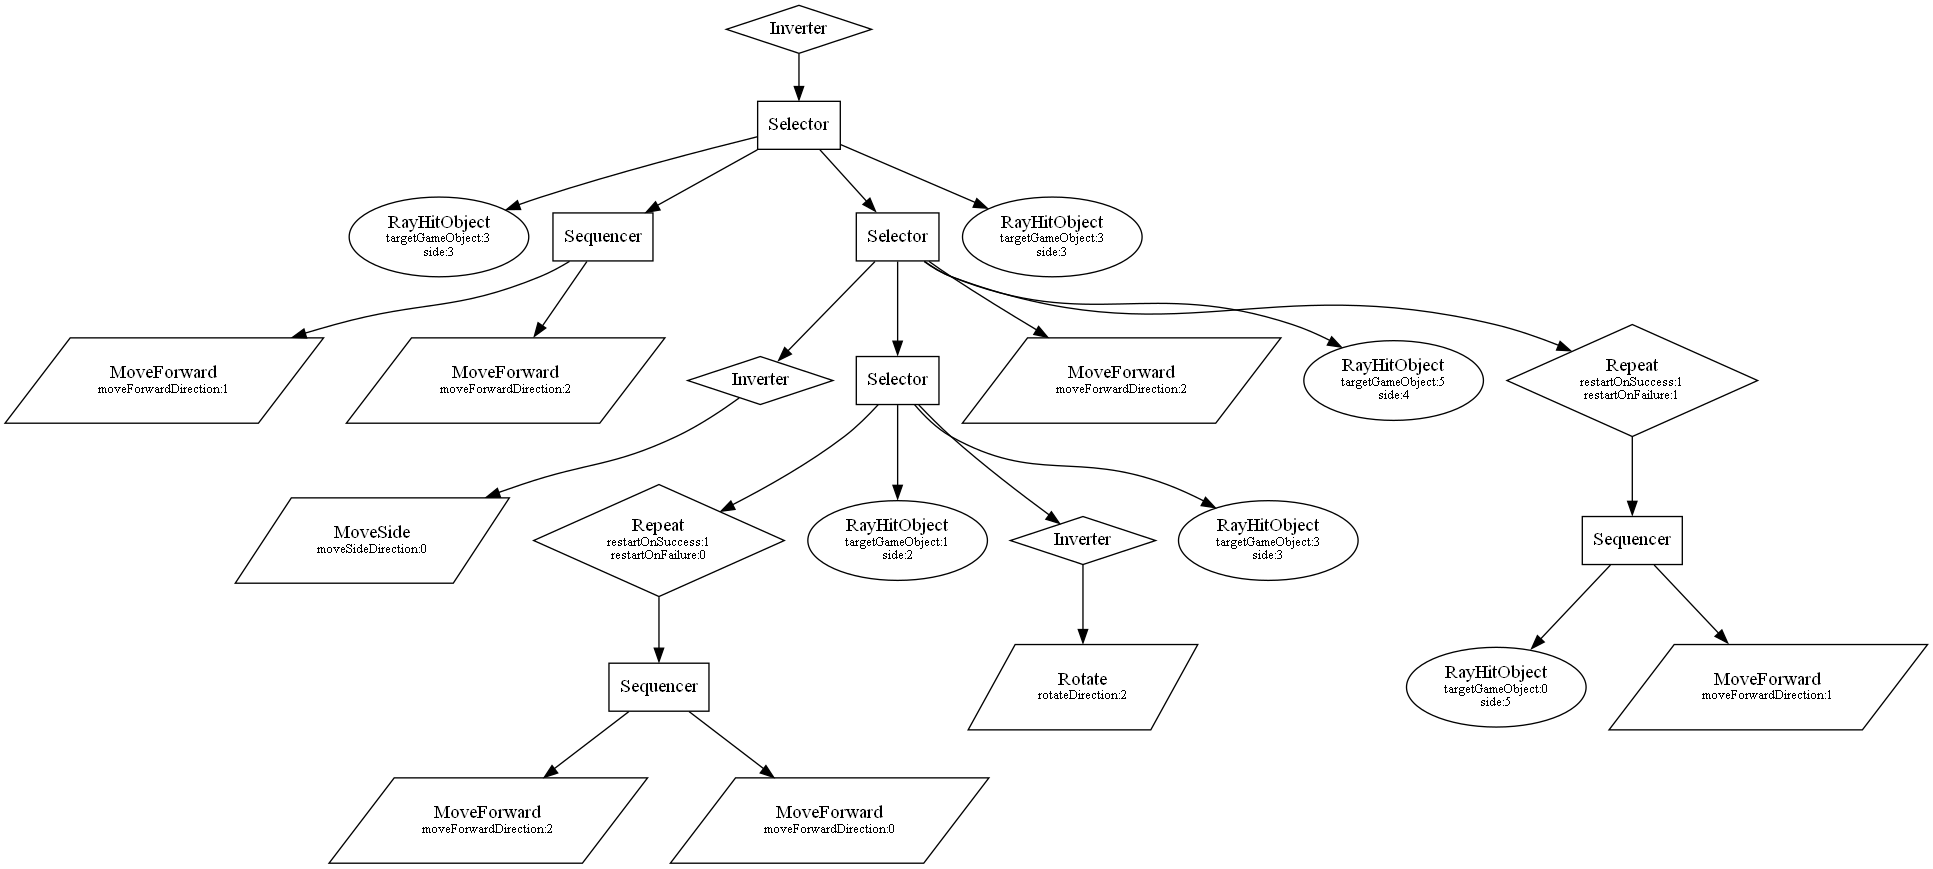 Inverter
Selector
RayHitObject
targetGameObject:3
side:3
Sequencer
Selector
RayHitObject
targetGameObject:3
side:3
MoveForward
moveForwardDirection:1
MoveForward
moveForwardDirection:2
Inverter
Selector
MoveForward
moveForwardDirection:2
RayHitObject
targetGameObject:5
side:4
Repeat
restartOnSuccess:1
restartOnFailure:1
MoveSide
moveSideDirection:0
Repeat
restartOnSuccess:1
restartOnFailure:0
RayHitObject
targetGameObject:1
side:2
Inverter
RayHitObject
targetGameObject:3
side:3
Sequencer
Sequencer
Rotate
rotateDirection:2
RayHitObject
targetGameObject:0
side:5
MoveForward
moveForwardDirection:1
MoveForward
moveForwardDirection:2
MoveForward
moveForwardDirection:0